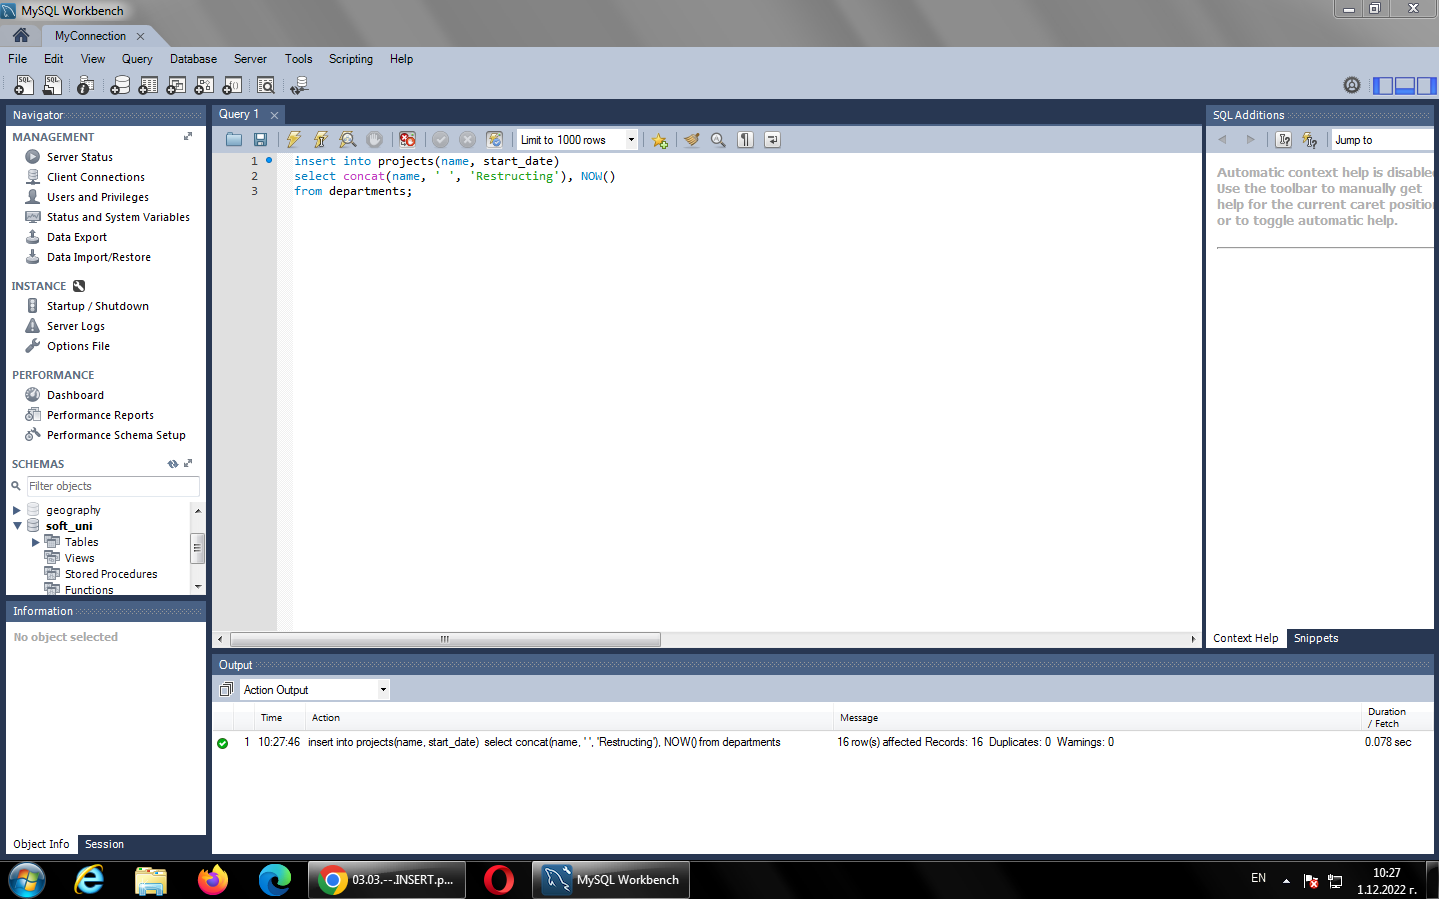 MySQL Workbench
MyConnection
File Edit View Query Database Server Tools Scripting Help
Navigator
MANAGEMENT
Server Status
Client Connections
Users and Privileges
Status and System Variables
Data Export
Data Import/Restore
INSTANCE
Startup / Shutdown
Server Logs
Options File
PERFORMANCE
Dashboard
Performance Reports
Performance Schema Setup
SCHEMAS
Filter objects
geography
soft_uni
Tables
Views
Stored Procedures
Functions
Information
No object selected
Object Info Session
Query 1
Limit to 1000 rows
1 insert into projects(name, start_date)
2 select concat(name, ' ', 'Restructing'), NOW()
3 from departments;
SQL Additions
Jump to
Automatic context help is disabled
Use the toolbar to manually get
help for the current caret position
or to toggle automatic help.
Context Help Snippets
Output
Action Output
Time Action Message Duration / Fetch
1 10:27:46 insert into projects(name, start_date) select concat(name, ' ', 'Restructing'), NOW() from departments 16 row(s) affected Records: 16 Duplicates: 0 Warnings: 0 0.078 sec
03.03.--.INSERT.p...
MySQL Workbench
EN
10:27
1.12.2022 г.